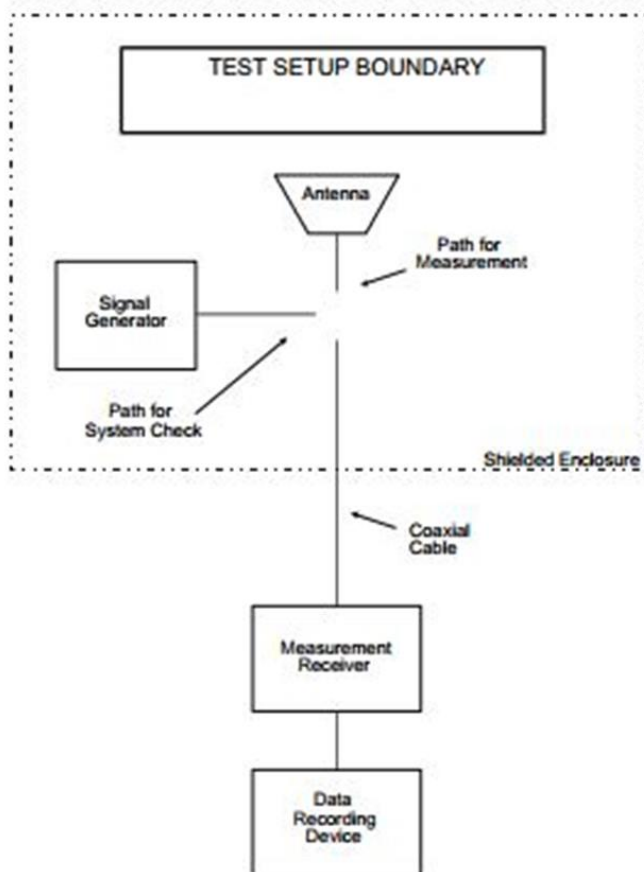 TEST SETUP BOUNDARY
Antenna
Path for
Measurement
Signal
Generator
Path for
System Check
Shielded Enclosure
Coaxial
Cable
Measurement
Receiver
Data
Recording
Device